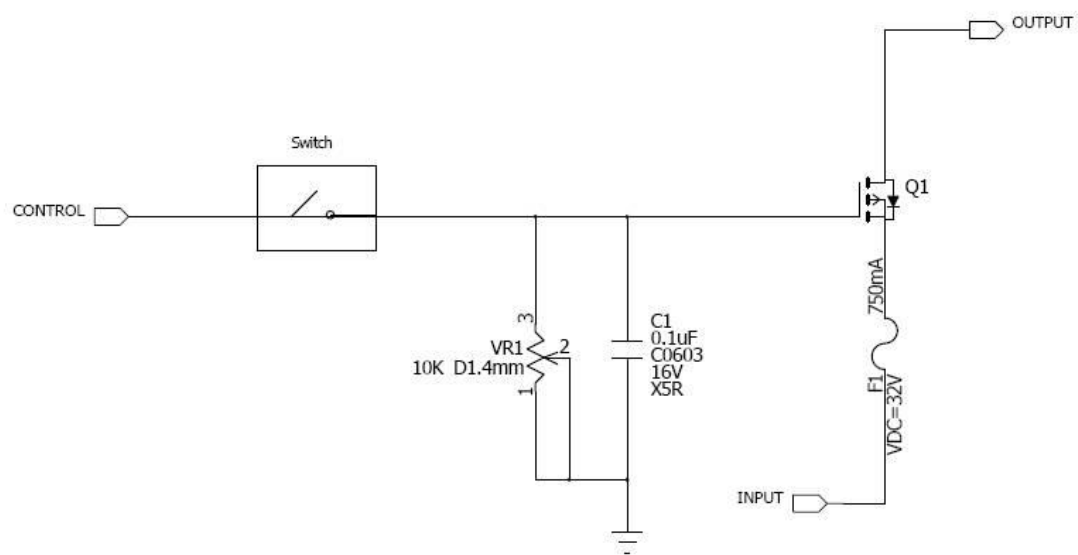 OUTPUT
Switch
Q1
CONTROL
750mA
3
C1
0.1uF
VR1
2
C0603
10K D1.4mm
16V
X5R
1
F1
VDC=32V
INPUT